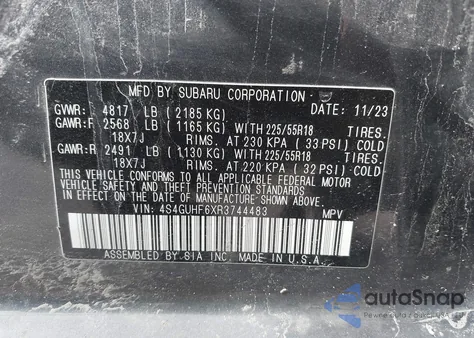 MFD. BY SUBARU CORPORATION
GVWR: 4817 LB (2185 KG) DATE: 11/23
GAWR:F 2568 LB (1165 KG) WITH 225/55R18 TIRES.
18X7J RIMS. AT 230 KPA (33 PSI) COLD
GAWR:R 2491 LB (1130 KG) WITH 225/55R18 TIRES.
18X7J RIMS. AT 220 KPA (32 PSI) COLD
THIS VEHICLE CONFORMS TO ALL APPLICABLE FEDERAL MOTOR
VEHICLE SAFETY, BUMPER, AND THEFT PREVENTION STANDARDS
IN EFFECT ON THE DATE OF MANUFACTURE SHOWN ABOVE.
VIN: 4S4GUHF6XR3744483 MPV
ASSEMBLED BY SIA INC. MADE IN U.S.A.
autoSnap